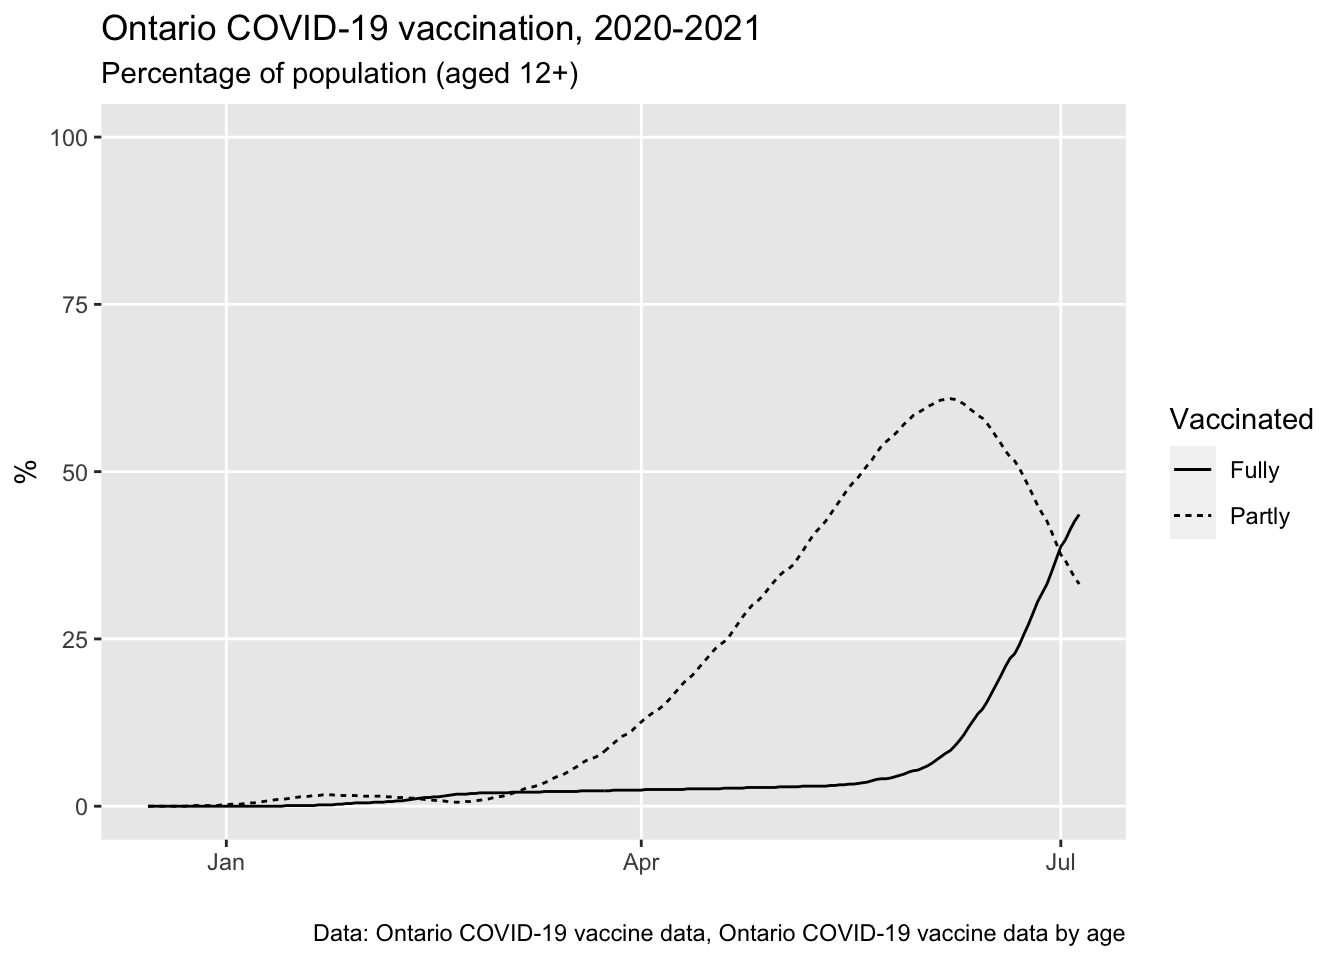 Ontario COVID-19 vaccination, 2020-2021
Percentage of population (aged 12+)
100
75
50
25
0
%
Jan
Apr
Jul
Vaccinated
Fully
Partly
Data: Ontario COVID-19 vaccine data, Ontario COVID-19 vaccine data by age